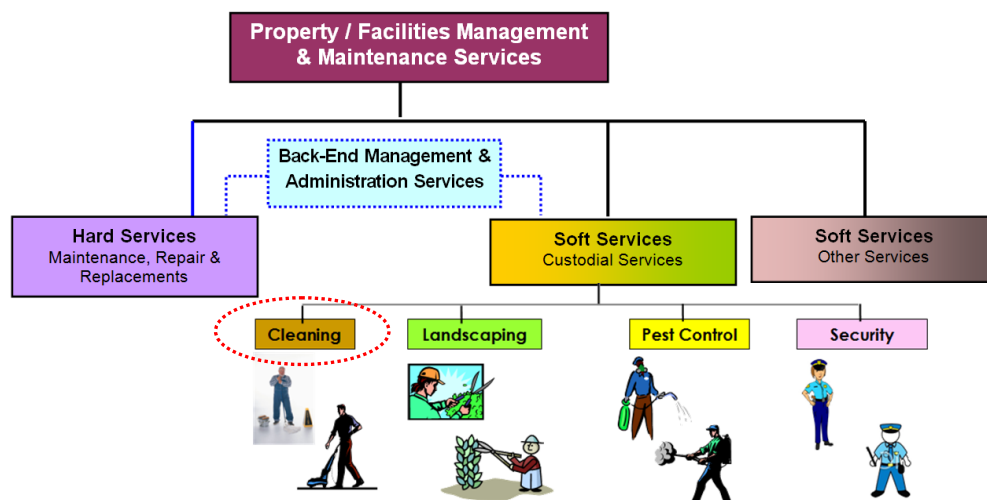 Property / Facilities Management
& Maintenance Services
Back-End Management &
Administration Services
Hard Services
Maintenance, Repair &
Replacements
Soft Services
Custodial Services
Soft Services
Other Services
Cleaning
Landscaping
Pest Control
Security